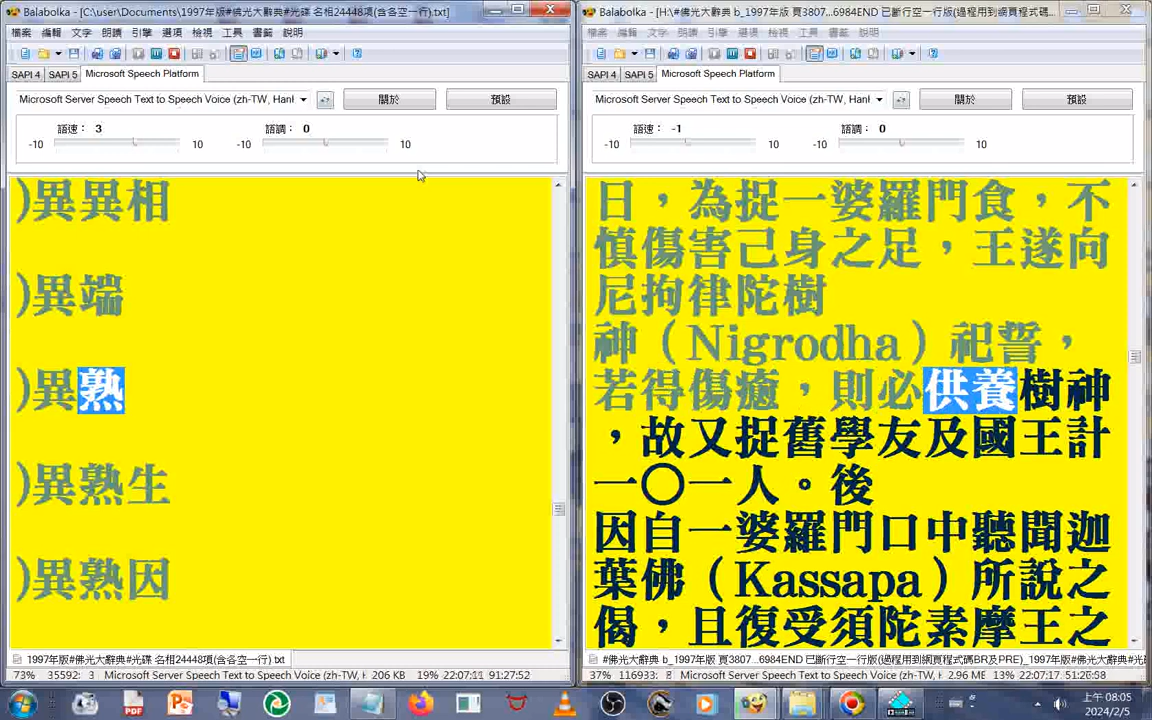 Balabolka - [C:\user\Documents\1997年版#佛光大辭典#光碟 名相24448項(含各空一行).txt]
檔案 編輯 文字 朗讀 引擎 選項 檢視 工具 書籤 說明
SAPI 4 SAPI 5 Microsoft Speech Platform
Microsoft Server Speech Text to Speech Voice (zh-TW, Hanl
關於 預設
語速： 3 語調： 0
-10 10 -10 10
)異異相
)異端
)異熟
)異熟生
)異熟因
1997年版#佛光大辭典#光碟 名相24448項(含各空一行).txt
73% 35592: 3 Microsoft Server Speech Text to Speech Voice (zh-TW, H 206 KB 19% 22:07:11 91:27:52
Balabolka - [H:\#佛光大辭典 b_1997年版 頁3807...6984END 已斷行空一行版(過程用到網頁程式碼...
檔案 編輯 文字 朗讀 引擎 選項 檢視 工具 書籤 說明
SAPI 4 SAPI 5 Microsoft Speech Platform
Microsoft Server Speech Text to Speech Voice (zh-TW, Hanl
關於 預設
語速： -1 語調： 0
-10 10 -10 10
日，為捉一婆羅門食，不
慎傷害己身之足，王遂向
尼拘律陀樹
神（Nigrodha）祀誓，
若得傷癒，則必供養樹神
，故又捉舊學友及國王計
一〇一人。後
因自一婆羅門口中聽聞迦
葉佛（Kassapa）所說之
偈，且復受須陀素摩王之
#佛光大辭典 b_1997年版 頁3807...6984END 已斷行空一行版(過程用到網頁程式碼BR及PRE)_1997年版#光
37% 116933: 8 Microsoft Server Speech Text to Speech Voice (zh-TW, H 2.96 MB 13% 22:07:17
上午 08:05
2024/2/5